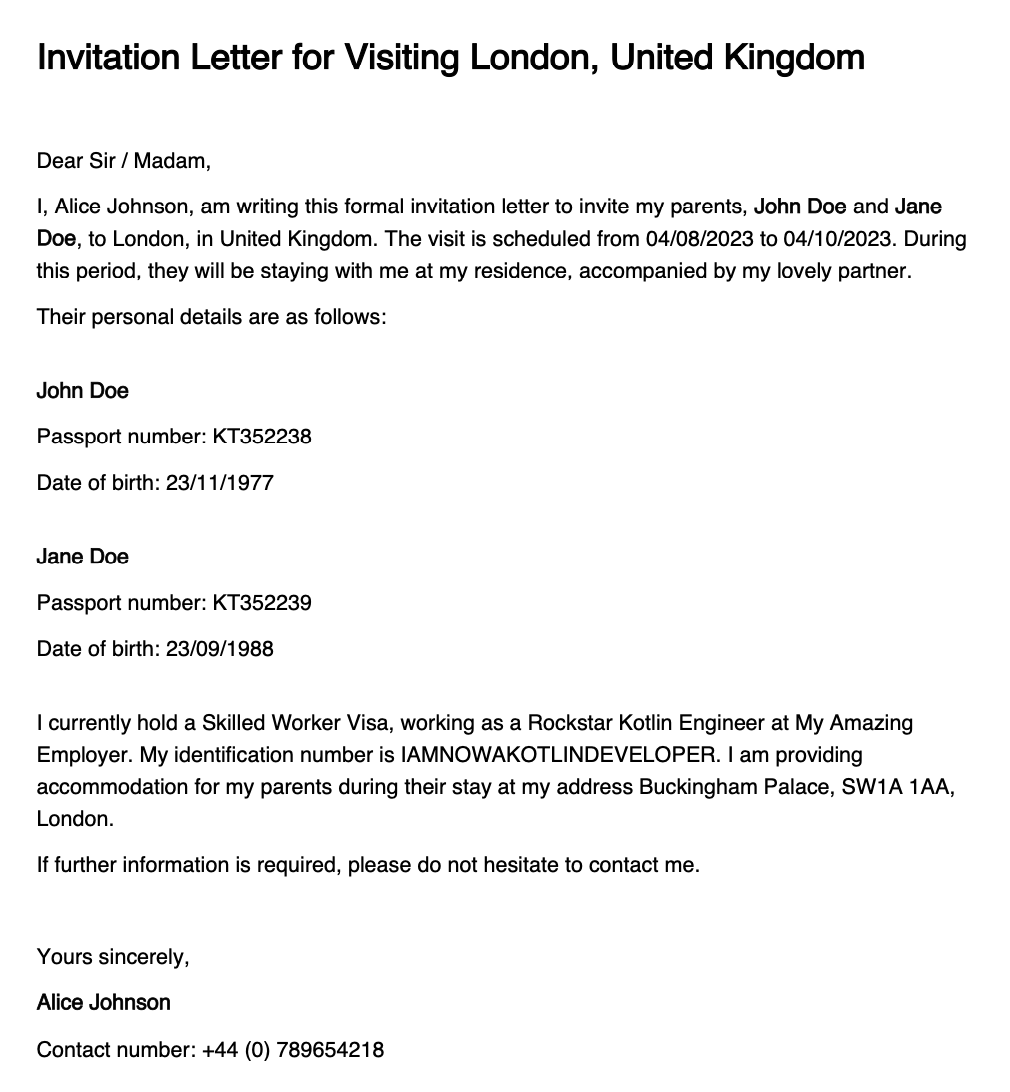 Invitation Letter for Visiting London, United Kingdom
Dear Sir / Madam,
I, Alice Johnson, am writing this formal invitation letter to invite my parents, John Doe and Jane
Doe, to London, in United Kingdom. The visit is scheduled from 04/08/2023 to 04/10/2023. During
this period, they will be staying with me at my residence, accompanied by my lovely partner.
Their personal details are as follows:
John Doe
Passport number: KT352238
Date of birth: 23/11/1977
Jane Doe
Passport number: KT352239
Date of birth: 23/09/1988
I currently hold a Skilled Worker Visa, working as a Rockstar Kotlin Engineer at My Amazing
Employer. My identification number is IAMNOWAKOTLINDEVELOPER. I am providing
accommodation for my parents during their stay at my address Buckingham Palace, SW1A 1AA,
London.
If further information is required, please do not hesitate to contact me.
Yours sincerely,
Alice Johnson
Contact number: +44 (0) 789654218